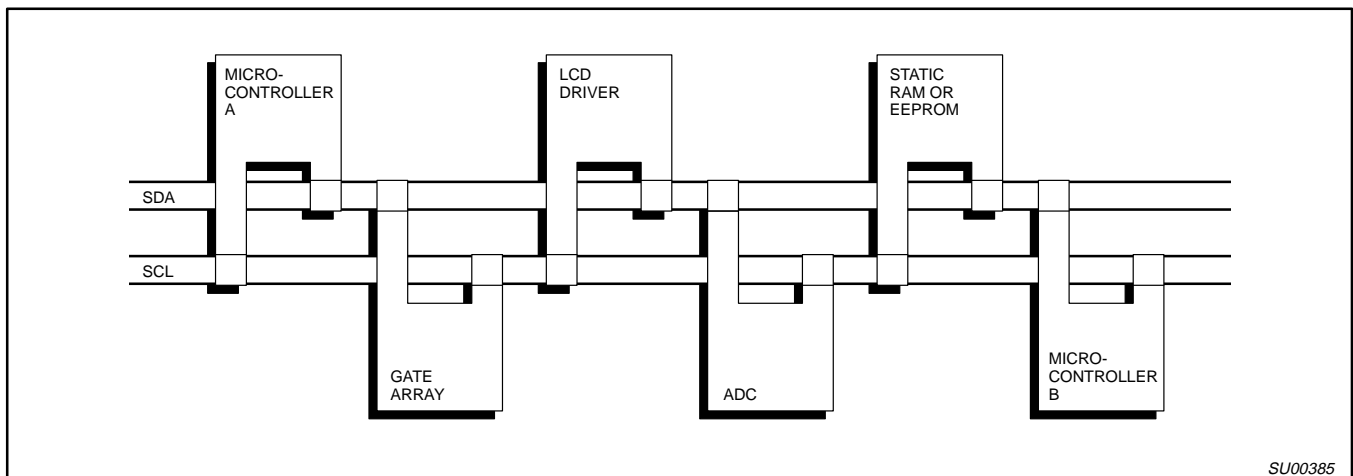 MICRO-
CONTROLLER
A
LCD
DRIVER
STATIC
RAM OR
EEPROM
SDA
SCL
GATE
ARRAY
ADC
MICRO-
CONTROLLER
B
SU00385